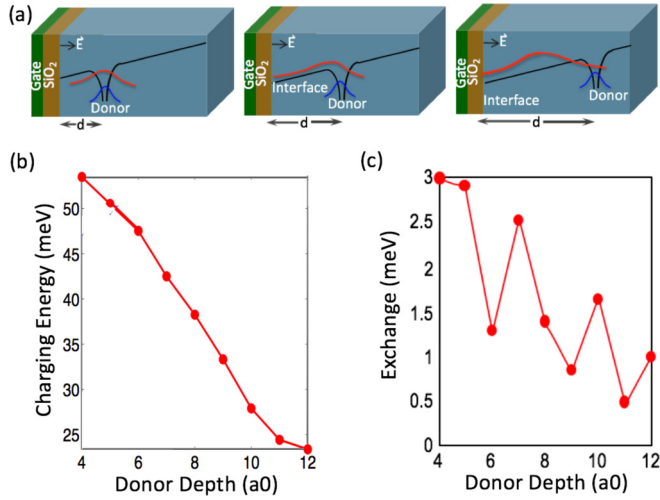 (a)
Gate
SiO2
E
Donor
d
Gate
SiO2
E
Interface
Donor
d
Gate
SiO2
E
Interface
Donor
d
(b)
Charging Energy (meV)
50
45
40
35
30
25
4 6 8 10 12
Donor Depth (a0)
(c)
Exchange (meV)
3
2.5
2
1.5
1
0.5
0
4 6 8 10 12
Donor Depth (a0)